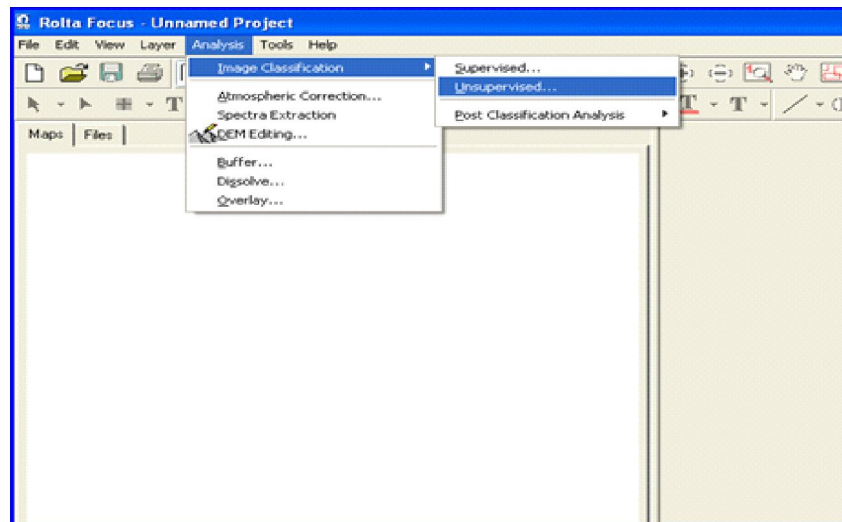 Rolta Focus - Unnamed Project
File Edit View Layer Analysis Tools Help
Image Classification
Supervised...
Unsupervised...
Post Classification Analysis
Atmospheric Correction...
Spectra Extraction
DEM Editing...
Buffer...
Dissolve...
Overlay...
T
T T
Maps Files